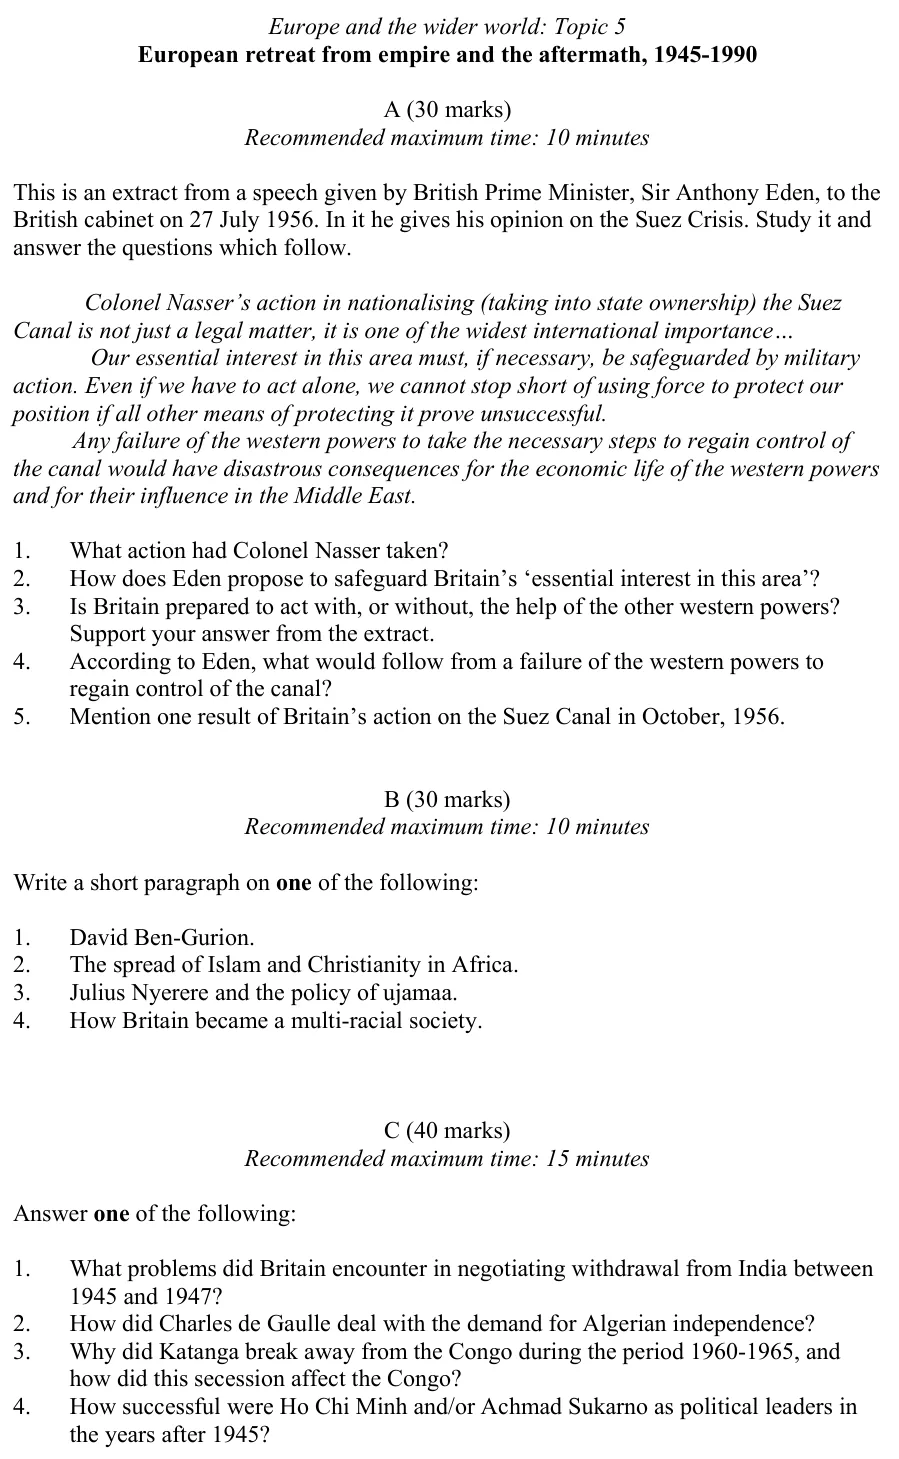 Europe and the wider world: Topic 5
European retreat from empire and the aftermath, 1945-1990
A (30 marks)
Recommended maximum time: 10 minutes
This is an extract from a speech given by British Prime Minister, Sir Anthony Eden, to the
British cabinet on 27 July 1956. In it he gives his opinion on the Suez Crisis. Study it and
answer the questions which follow.
Colonel Nasser’s action in nationalising (taking into state ownership) the Suez
Canal is not just a legal matter, it is one of the widest international importance…
Our essential interest in this area must, if necessary, be safeguarded by military
action. Even if we have to act alone, we cannot stop short of using force to protect our
position if all other means of protecting it prove unsuccessful.
Any failure of the western powers to take the necessary steps to regain control of
the canal would have disastrous consequences for the economic life of the western powers
and for their influence in the Middle East.
1. What action had Colonel Nasser taken?
2. How does Eden propose to safeguard Britain’s ‘essential interest in this area’?
3. Is Britain prepared to act with, or without, the help of the other western powers?
Support your answer from the extract.
4. According to Eden, what would follow from a failure of the western powers to
regain control of the canal?
5. Mention one result of Britain’s action on the Suez Canal in October, 1956.
B (30 marks)
Recommended maximum time: 10 minutes
Write a short paragraph on one of the following:
1. David Ben-Gurion.
2. The spread of Islam and Christianity in Africa.
3. Julius Nyerere and the policy of ujamaa.
4. How Britain became a multi-racial society.
C (40 marks)
Recommended maximum time: 15 minutes
Answer one of the following:
1. What problems did Britain encounter in negotiating withdrawal from India between
1945 and 1947?
2. How did Charles de Gaulle deal with the demand for Algerian independence?
3. Why did Katanga break away from the Congo during the period 1960-1965, and
how did this secession affect the Congo?
4. How successful were Ho Chi Minh and/or Achmad Sukarno as political leaders in
the years after 1945?